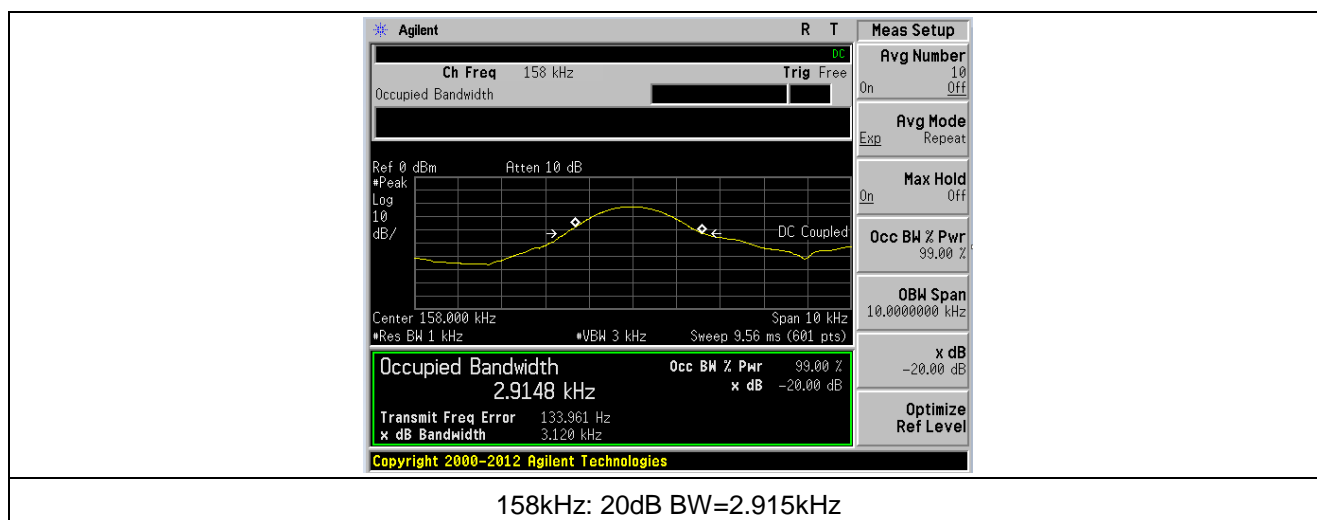 Agilent R T
DC
Ch Freq 158 kHz Trig Free
Occupied Bandwidth
Ref 0 dBm Atten 10 dB
#Peak
Log
10
dB/
DC Coupled
Center 158.000 kHz Span 10 kHz
#Res BW 1 kHz #VBW 3 kHz Sweep 9.56 ms (601 pts)
Occupied Bandwidth Occ BW % Pwr 99.00 %
2.9148 kHz x dB -20.00 dB
Transmit Freq Error 133.961 Hz
x dB Bandwidth 3.120 kHz
Copyright 2000-2012 Agilent Technologies
Meas Setup
Avg Number
10
On Off
Avg Mode
Exp Repeat
Max Hold
On Off
Occ BW % Pwr
99.00 %
OBW Span
10.0000000 kHz
x dB
-20.00 dB
Optimize
Ref Level
158kHz: 20dB BW=2.915kHz